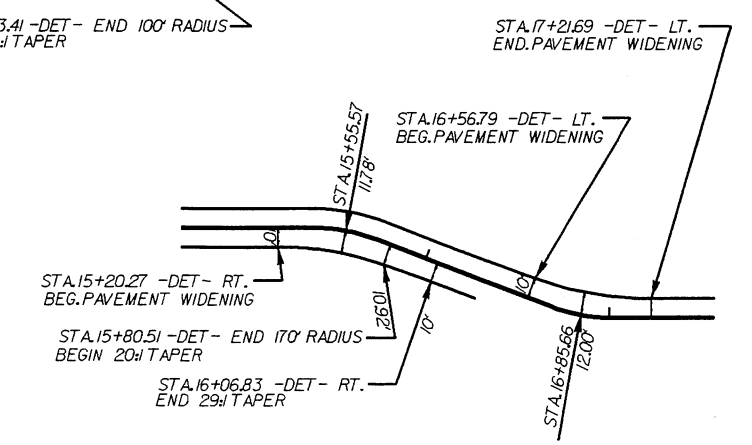 3.41 -DET- END 100' RADIUS
:1 TAPER
STA.17+21.69 -DET- LT.
END.PAVEMENT WIDENING
STA.16+56.79 -DET- LT.
BEG.PAVEMENT WIDENING
STA.15+55.57
11.78'
STA.15+20.27 -DET- RT.
BEG.PAVEMENT WIDENING
10'
STA.15+80.51 -DET- END 170' RADIUS
BEGIN 20:1 TAPER
10.92'
10'
STA.16+06.83 -DET- RT.
END 29:1 TAPER
10'
STA.16+85.66
12.00'